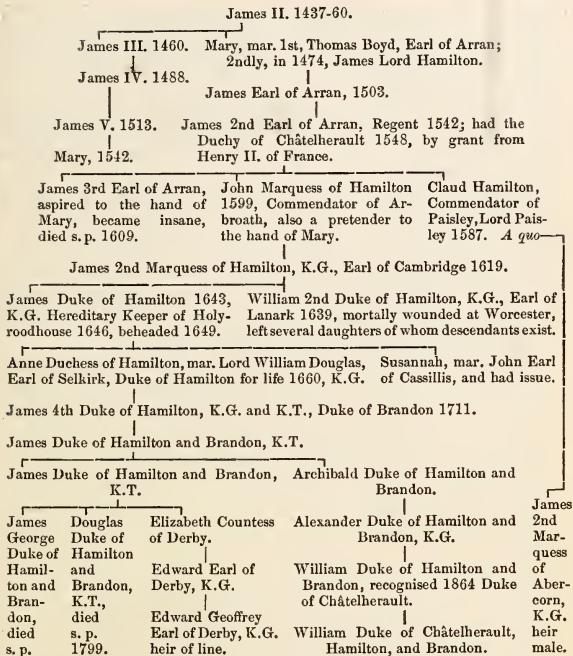 James II. 1437-60.
James III. 1460.
Mary, mar. 1st, Thomas Boyd, Earl of Arran;
2ndly, in 1474, James Lord Hamilton.
James IV. 1488.
James Earl of Arran, 1503.
James V. 1513.
Mary, 1542.
James 2nd Earl of Arran, Regent 1542; had the
Duchy of Châtelherault 1548, by grant from
Henry II. of France.
James 3rd Earl of Arran,
aspired to the hand of
Mary, became insane,
died s. p. 1609.
John Marquess of Hamilton
1599, Commendator of Ar-
broath, also a pretender to
the hand of Mary.
Claud Hamilton,
Commendator of
Paisley, Lord Pais-
ley 1587. A quo
James 2nd Marquess of Hamilton, K.G., Earl of Cambridge 1619.
James Duke of Hamilton 1643,
K.G. Hereditary Keeper of Holy-
roodhouse 1646, beheaded 1649.
William 2nd Duke of Hamilton, K.G., Earl of
Lanark 1639, mortally wounded at Worcester,
left several daughters of whom descendants exist.
Anne Duchess of Hamilton, mar. Lord William Douglas,
Earl of Selkirk, Duke of Hamilton for life 1660, K.G.
Susannah, mar. John Earl
of Cassillis, and had issue.
James 4th Duke of Hamilton, K.G. and K.T., Duke of Brandon 1711.
James Duke of Hamilton and Brandon, K.T.
James Duke of Hamilton and Brandon,
K.T.
Archibald Duke of Hamilton and
Brandon.
James
George
Duke of
Hamil-
ton and
Bran-
don,
died
s. p.
Douglas
Duke of
Hamilton
and
Brandon,
K.T.,
died
s. p.
1799.
Elizabeth Countess
of Derby.
Edward Earl of
Derby, K.G.
Edward Geoffrey
Earl of Derby, K.G.
heir of line.
Alexander Duke of Hamilton and
Brandon, K.G.
William Duke of Hamilton and
Brandon, recognised 1864 Duke
of Châtelherault.
William Duke of Châtelherault,
Hamilton, and Brandon.
James
2nd
Mar-
quess
of
Aber-
corn,
K.G.
heir
male.